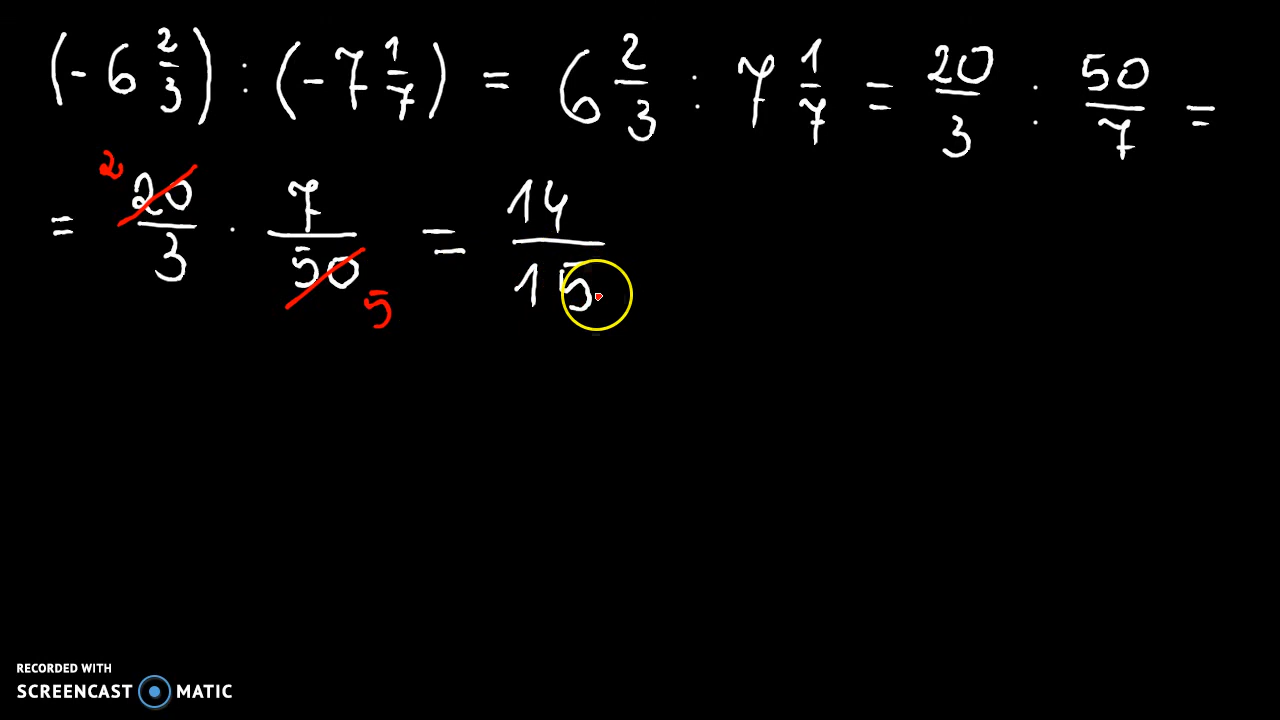 (-6 2/3) : (-7 1/7) = 6 2/3 : 7 1/7 = 20/3 : 50/7 =
= 2 20/3 · 7/50 5 = 14/15
RECORDED WITH
SCREENCAST MATIC